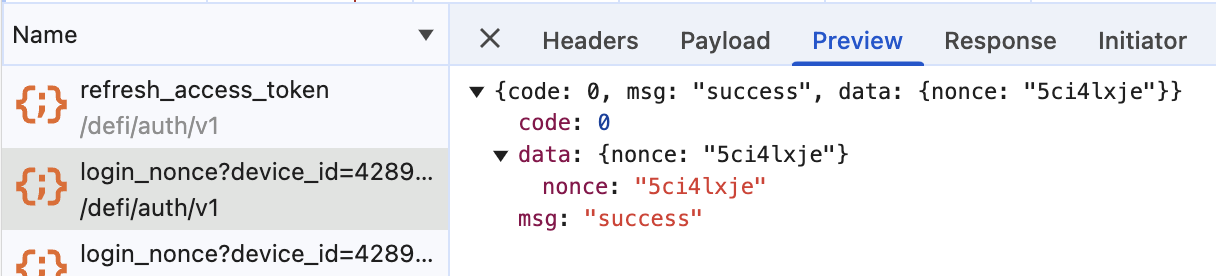 Name
Headers Payload Preview Response Initiator
refresh_access_token
/defi/auth/v1
login_nonce?device_id=4289...
/defi/auth/v1
login_nonce?device_id=4289...
{code: 0, msg: "success", data: {nonce: "5ci4lxje"}}
code: 0
data: {nonce: "5ci4lxje"}
nonce: "5ci4lxje"
msg: "success"